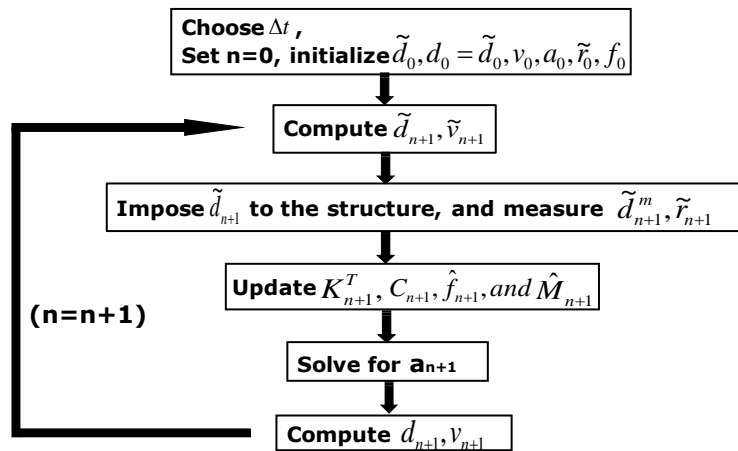 Choose Δt ,
Set n=0, initialize d̃₀, d₀ = d̃₀, v₀, a₀, r̃₀, f₀
Compute d̃ₙ₊₁, ṽₙ₊₁
Impose d̃ₙ₊₁ to the structure, and measure d̃ᵐₙ₊₁, r̃ₙ₊₁
Update Kᵀₙ₊₁, Cₙ₊₁, f̂ₙ₊₁, and M̂ₙ₊₁
(n=n+1)
Solve for aₙ₊₁
Compute dₙ₊₁, vₙ₊₁